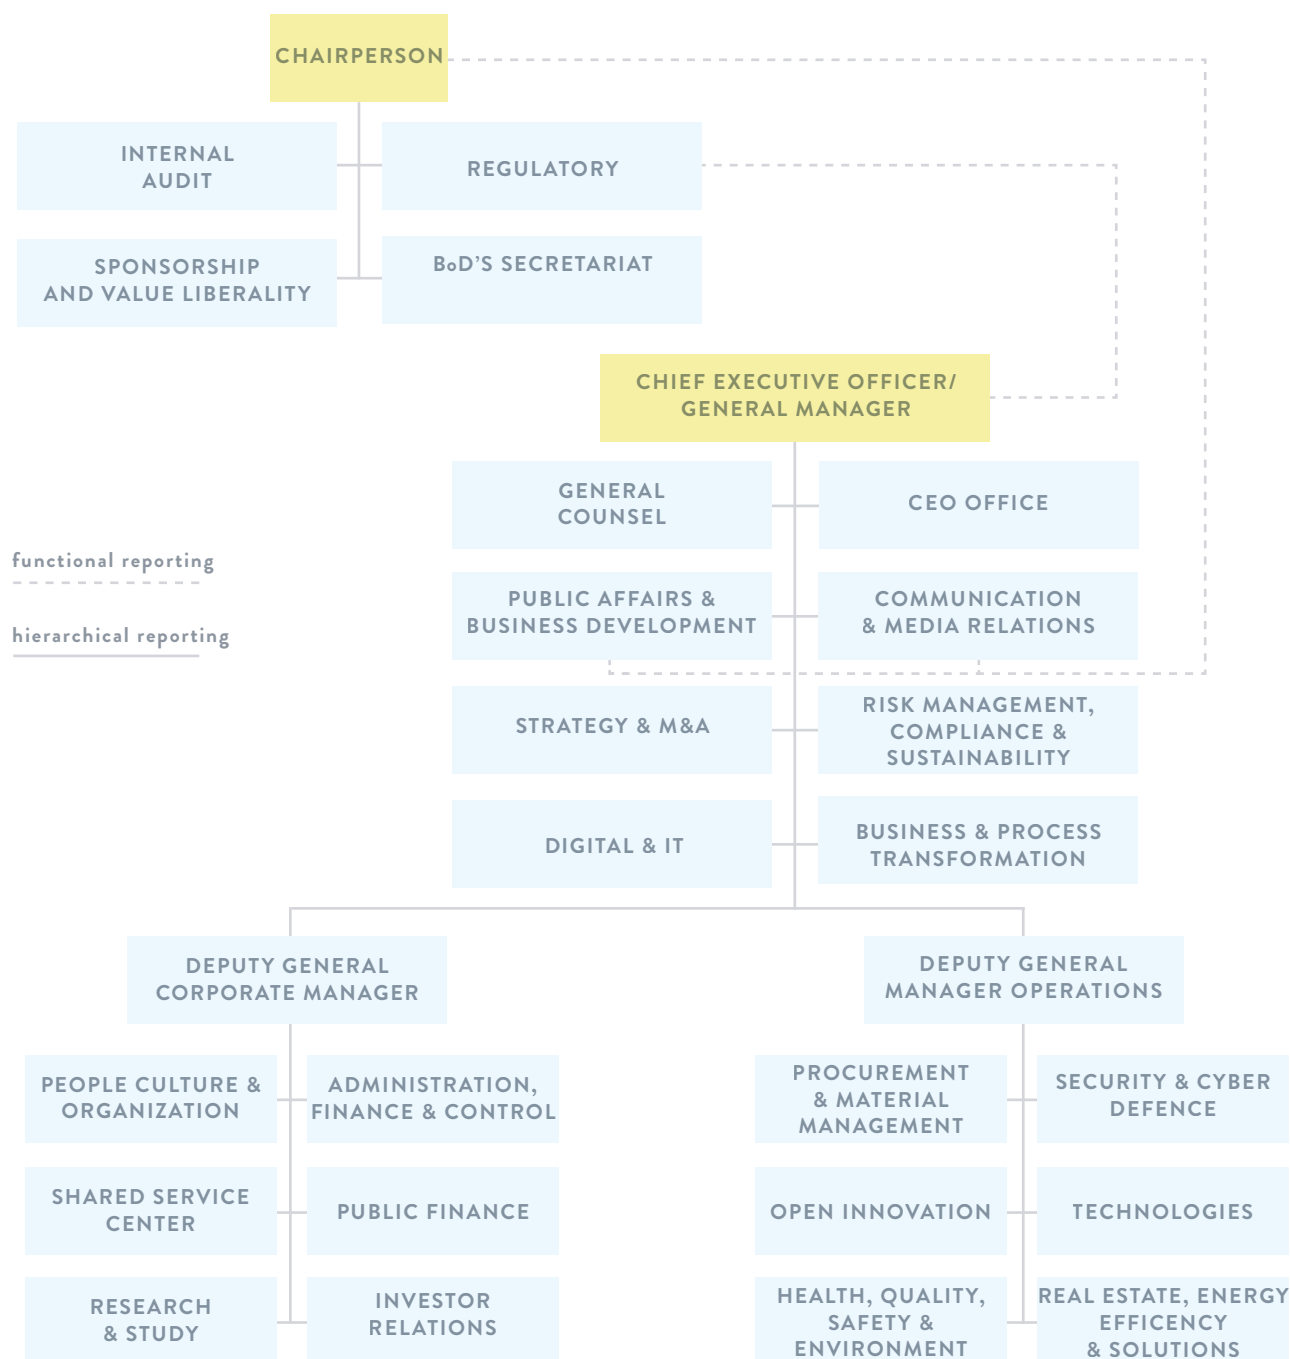 CHAIRPERSON
INTERNAL
AUDIT
REGULATORY
SPONSORSHIP
AND VALUE LIBERALITY
BoD'S SECRETARIAT
CHIEF EXECUTIVE OFFICER/
GENERAL MANAGER
GENERAL
COUNSEL
CEO OFFICE
functional reporting
hierarchical reporting
PUBLIC AFFAIRS &
BUSINESS DEVELOPMENT
COMMUNICATION
& MEDIA RELATIONS
STRATEGY & M&A
RISK MANAGEMENT,
COMPLIANCE &
SUSTAINABILITY
DIGITAL & IT
BUSINESS & PROCESS
TRANSFORMATION
DEPUTY GENERAL
CORPORATE MANAGER
DEPUTY GENERAL
MANAGER OPERATIONS
PEOPLE CULTURE &
ORGANIZATION
ADMINISTRATION,
FINANCE & CONTROL
PROCUREMENT
& MATERIAL
MANAGEMENT
SECURITY & CYBER
DEFENCE
SHARED SERVICE
CENTER
PUBLIC FINANCE
OPEN INNOVATION
TECHNOLOGIES
RESEARCH
& STUDY
INVESTOR
RELATIONS
HEALTH, QUALITY,
SAFETY &
ENVIRONMENT
REAL ESTATE, ENERGY
EFFICENCY
& SOLUTIONS